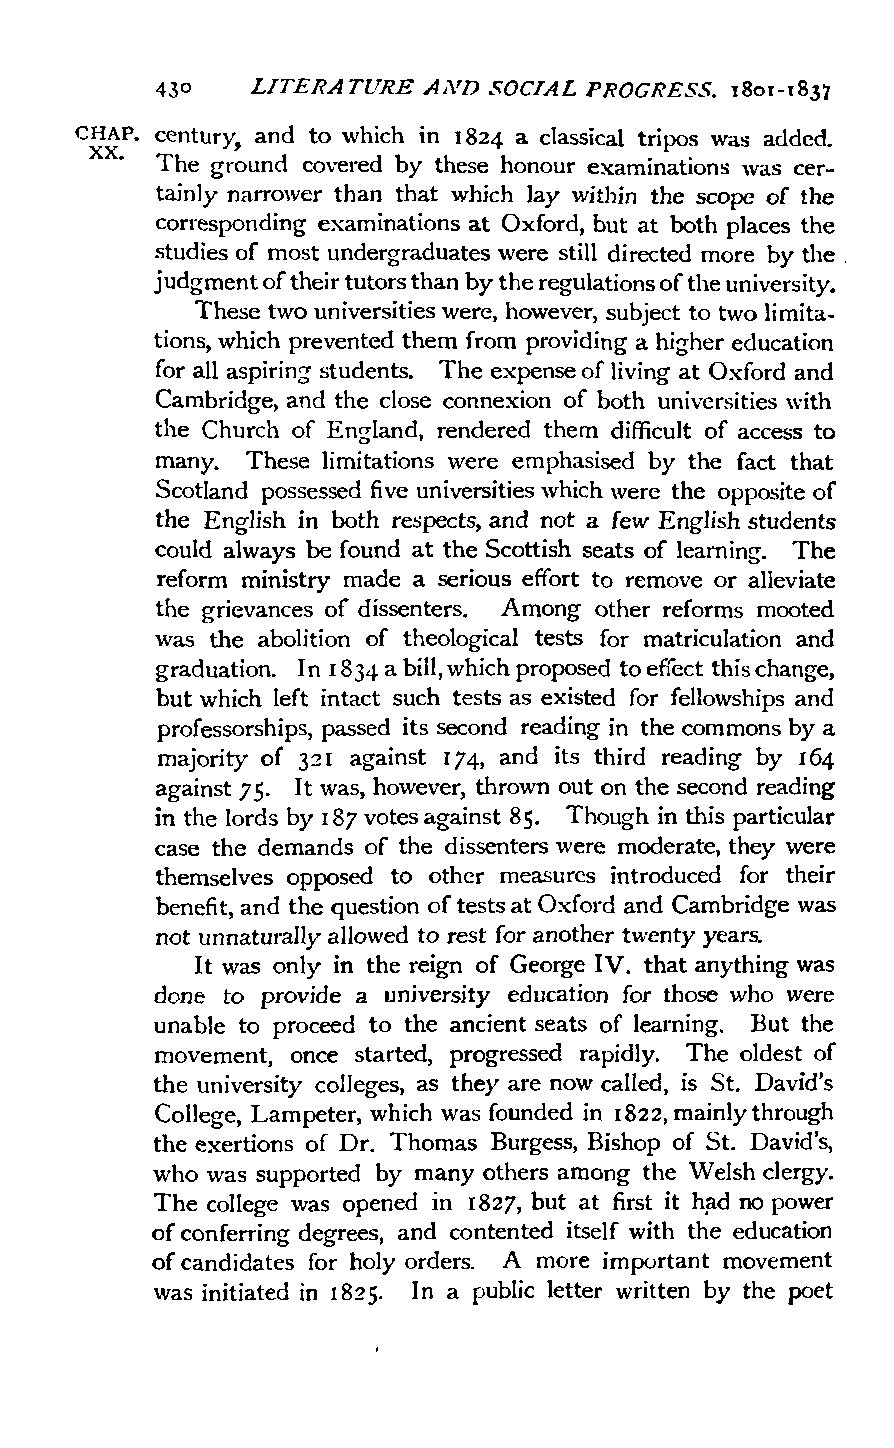 430 LITERATURE AND SOCIAL PROGRESS. 1801-1837
CHAP. XX.
century, and to which in 1824 a classical tripos was added.
The ground covered by these honour examinations was cer-
tainly narrower than that which lay within the scope of the
corresponding examinations at Oxford, but at both places the
studies of most undergraduates were still directed more by the
judgment of their tutors than by the regulations of the university.
These two universities were, however, subject to two limita-
tions, which prevented them from providing a higher education
for all aspiring students. The expense of living at Oxford and
Cambridge, and the close connexion of both universities with
the Church of England, rendered them difficult of access to
many. These limitations were emphasised by the fact that
Scotland possessed five universities which were the opposite of
the English in both respects, and not a few English students
could always be found at the Scottish seats of learning. The
reform ministry made a serious effort to remove or alleviate
the grievances of dissenters. Among other reforms mooted
was the abolition of theological tests for matriculation and
graduation. In 1834 a bill, which proposed to effect this change,
but which left intact such tests as existed for fellowships and
professorships, passed its second reading in the commons by a
majority of 321 against 174, and its third reading by 164
against 75. It was, however, thrown out on the second reading
in the lords by 187 votes against 85. Though in this particular
case the demands of the dissenters were moderate, they were
themselves opposed to other measures introduced for their
benefit, and the question of tests at Oxford and Cambridge was
not unnaturally allowed to rest for another twenty years.
It was only in the reign of George IV. that anything was
done to provide a university education for those who were
unable to proceed to the ancient seats of learning. But the
movement, once started, progressed rapidly. The oldest of
the university colleges, as they are now called, is St. David's
College, Lampeter, which was founded in 1822, mainly through
the exertions of Dr. Thomas Burgess, Bishop of St. David's,
who was supported by many others among the Welsh clergy.
The college was opened in 1827, but at first it had no power
of conferring degrees, and contented itself with the education
of candidates for holy orders. A more important movement
was initiated in 1825. In a public letter written by the poet